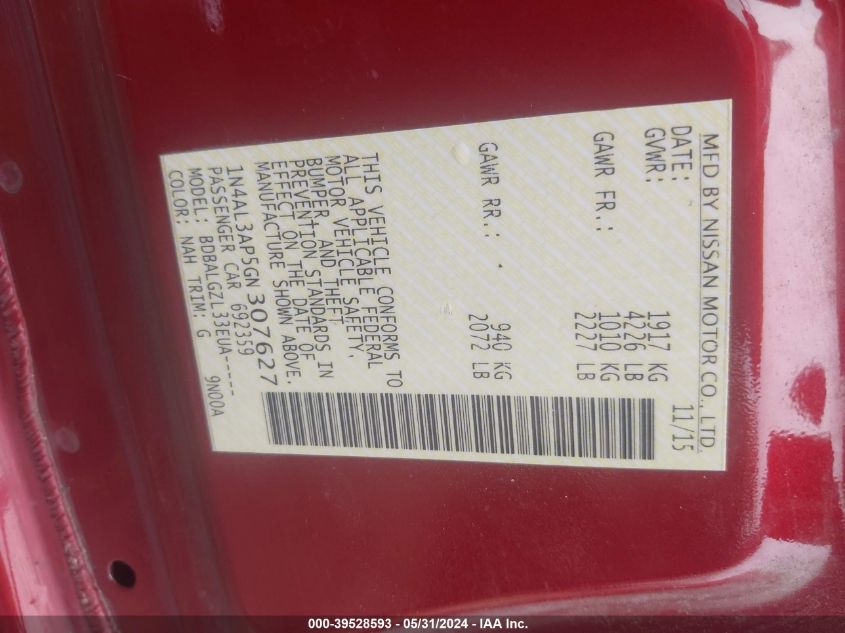 MFD BY NISSAN MOTOR CO., LTD.
DATE: 11/15
GVWR: 1917 KG
4226 LB
GAWR FR.: 1010 KG
2227 LB
GAWR RR.: 940 KG
2072 LB
THIS VEHICLE CONFORMS TO
ALL APPLICABLE FEDERAL
MOTOR VEHICLE SAFETY,
BUMPER, AND THEFT
PREVENTION STANDARDS IN
EFFECT ON THE DATE OF
MANUFACTURE SHOWN ABOVE.
1N4AL3AP5GN307627
PASSENGER CAR 692359
MODEL: BDBALGZL33EUA-----
COLOR: NAH TRIM: G 9N00A
000-39528593 - 05/31/2024 - IAA Inc.